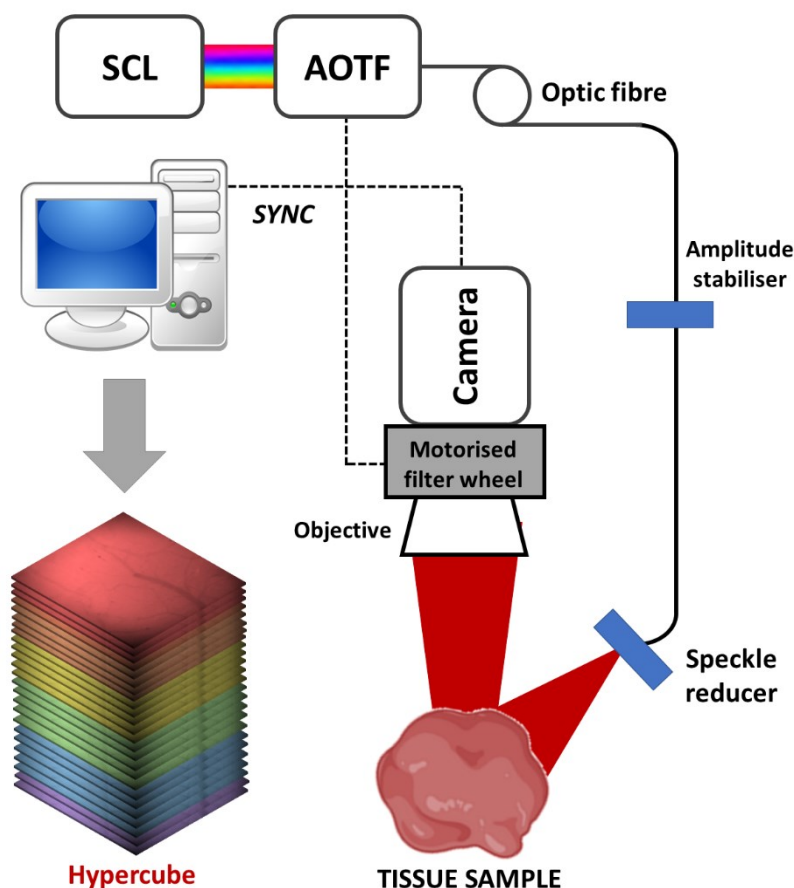 SCL
AOTF
Optic fibre
SYNC
Amplitude
stabiliser
Camera
Motorised
filter wheel
Objective
Speckle
reducer
Hypercube
TISSUE SAMPLE